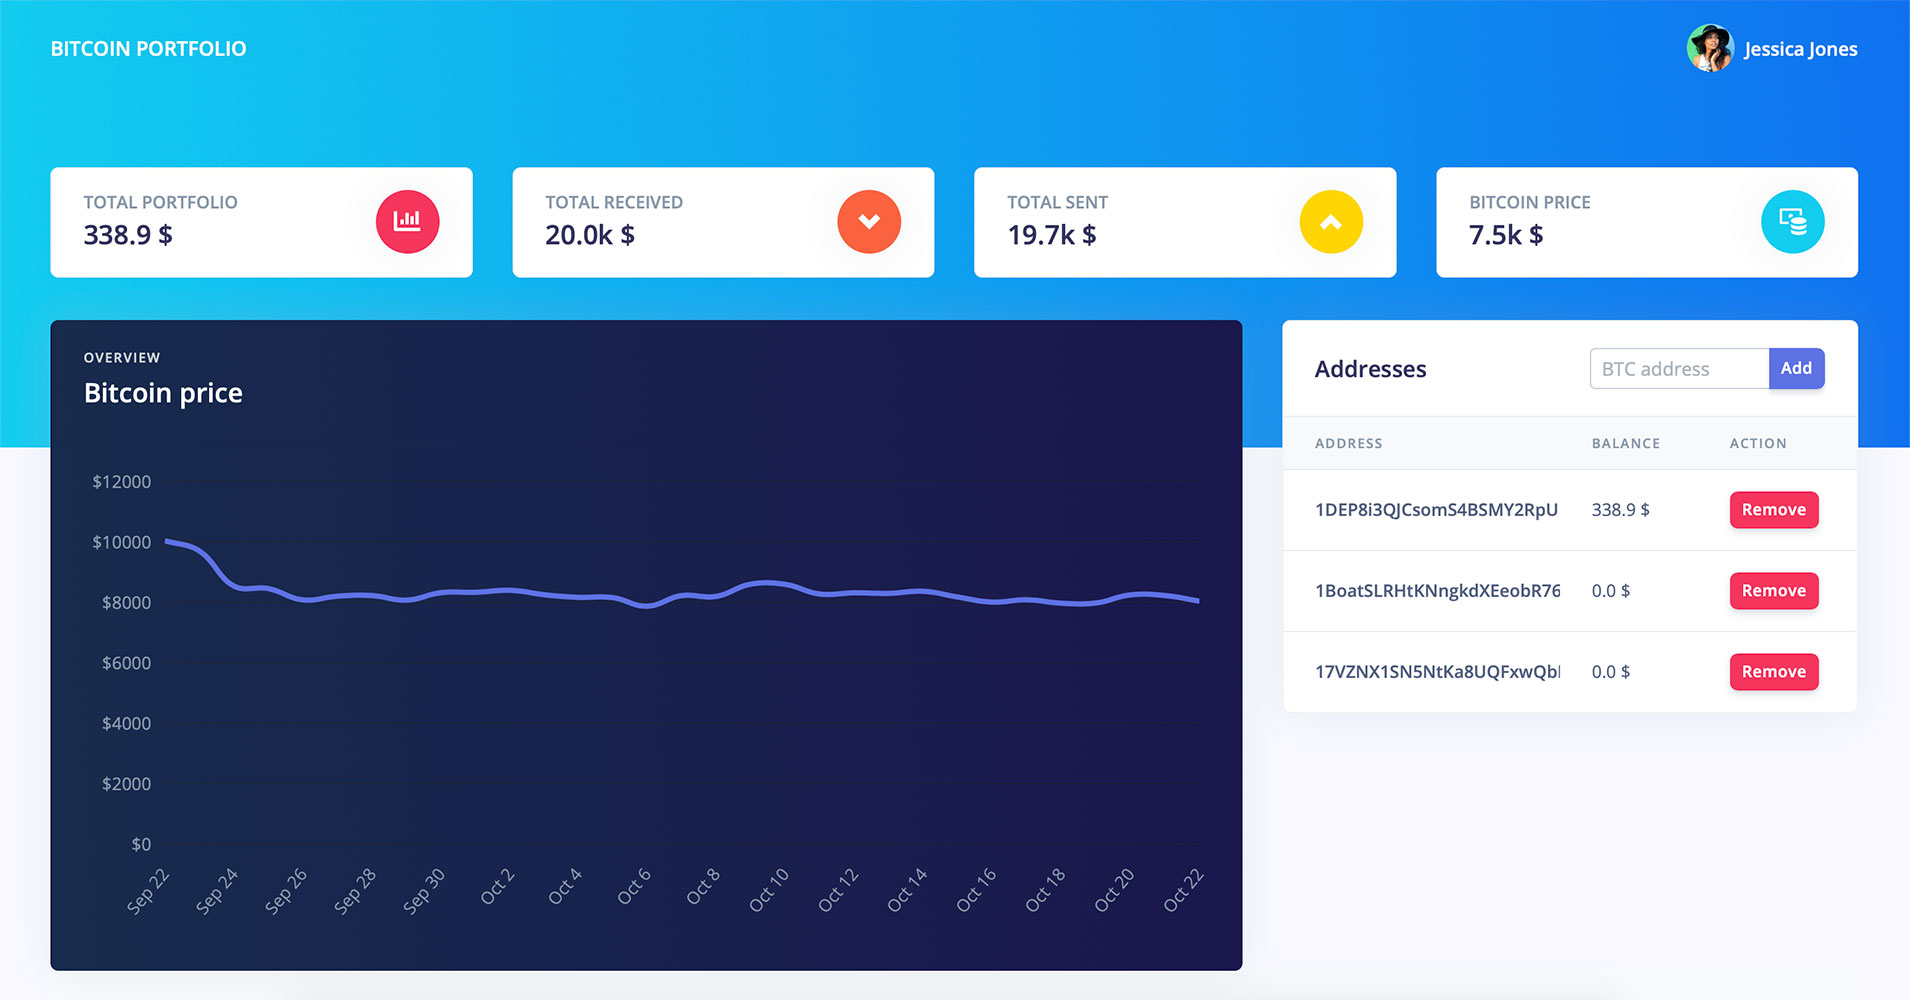 BITCOIN PORTFOLIO
Jessica Jones
TOTAL PORTFOLIO
338.9 $
TOTAL RECEIVED
20.0k $
TOTAL SENT
19.7k $
BITCOIN PRICE
7.5k $
OVERVIEW
Bitcoin price
$12000
$10000
$8000
$6000
$4000
$2000
$0
Sep 22
Sep 24
Sep 26
Sep 28
Sep 30
Oct 2
Oct 4
Oct 6
Oct 8
Oct 10
Oct 12
Oct 14
Oct 16
Oct 18
Oct 20
Oct 22
Addresses
BTC address Add
ADDRESS BALANCE ACTION
1DEP8i3QJCsomS4BSMY2RpU 338.9 $ Remove
1BoatSLRHtKNngkdXEeobR76 0.0 $ Remove
17VZNX1SN5NtKa8UQFxwQb 0.0 $ Remove